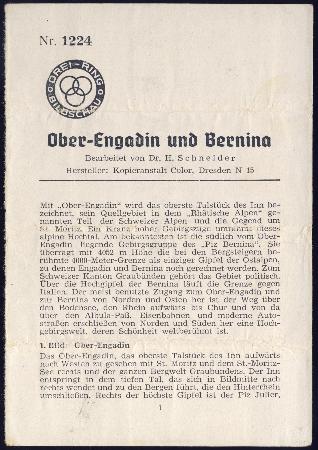 Nr. 1224
DREI-RING
BILDSCHAU
Ober-Engadin und Bernina
Bearbeitet von Dr. H. Schneider
Hersteller: Kopieranstalt Color, Dresden N 15
Mit „Ober-Engadin" wird das oberste Talstück des Inn be-
zeichnet, sein Quellgebiet in den „Rhätische Alpen" ge-
nannten Teil der Schweizer Alpen und die Gegend um
St. Moritz. Ein Kranz hoher Gebirgszüge umrahmt dieses
alpine Hochtal. Am bekanntesten ist die südlich vom Ober-
Engadin liegende Gebirgsgruppe des „Piz Bernina". Sie
überragt mit 4052 m Höhe die bei den Bergsteigern be-
rühmte 4000-Meter-Grenze als einziger Gipfel der Ostalpen,
zu denen Engadin und Bernina noch gerechnet werden. Zum
Schweizer Kanton Graubünden gehört das Gebiet politisch.
Über die Hochgipfel der Bernina läuft die Grenze gegen
Italien. Der meist benutzte Zugang zum Ober-Engadin und
zur Bernina von Norden und Osten her ist der Weg über
den Bodensee, den Rhein aufwärts bis Chur und von da
über den Albula-Paß. Eisenbahnen und moderne Auto-
straßen erschließen von Norden und Süden her eine Hoch-
gebirgswelt, deren Schönheit weltberühmt ist.
1. Bild: Ober-Engadin
Das Ober-Engadin, das oberste Talstück des Inn aufwärts
nach Westen zu gesehen mit St. Moritz und dem St.-Moritz-
See rechts und der ganzen Bergwelt Graubündens. Der Inn
entspringt in dem tiefen Tal, das sich in Bildmitte nach
rechts wendet und zu den Bergen führt, die den Hinterrhein
umschließen. Rechts der höchste Gipfel ist der Piz Julier,
1